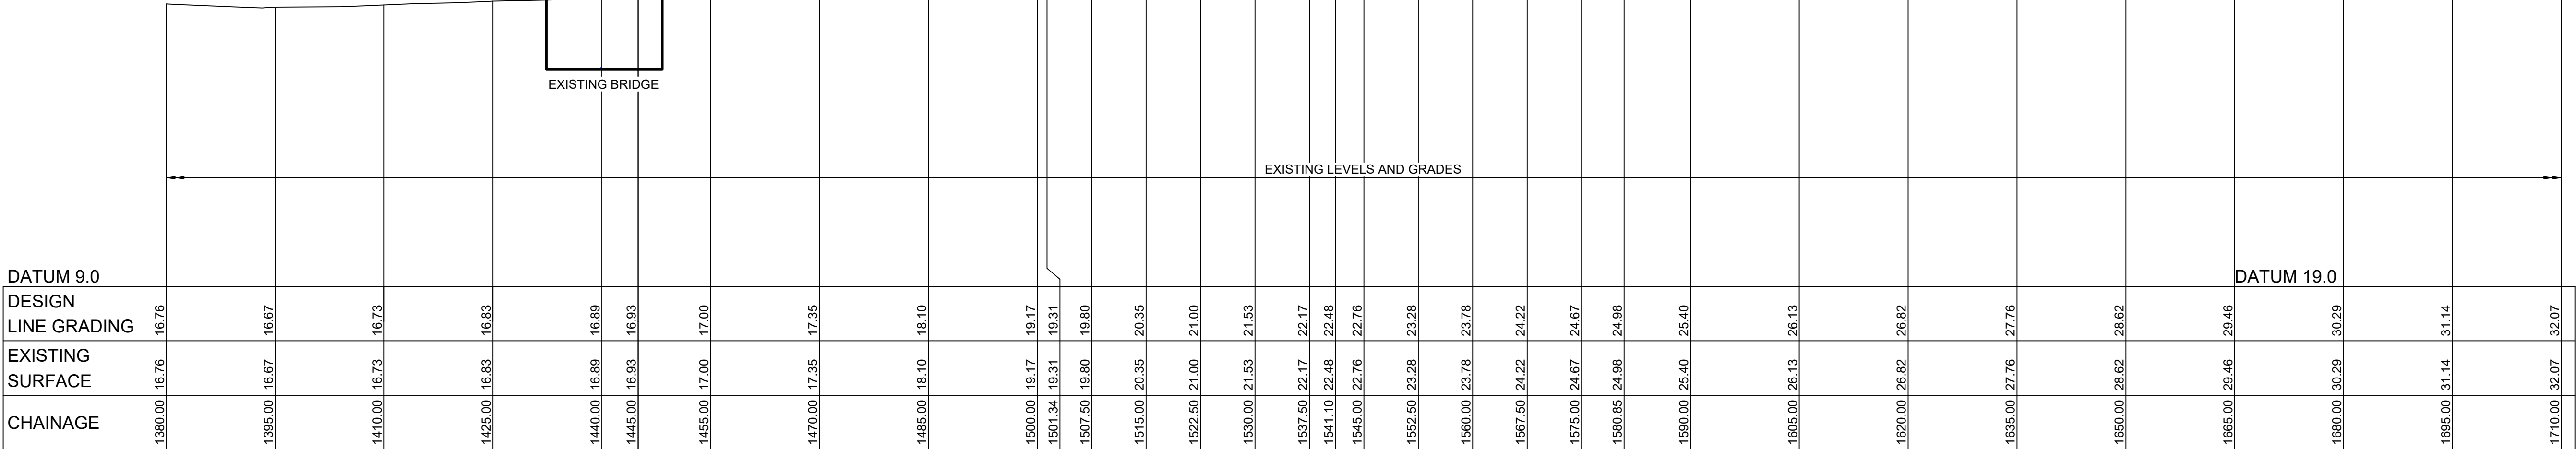 EXISTING BRIDGE
EXISTING LEVELS AND GRADES
DATUM 9.0
DATUM 19.0
DESIGN
LINE GRADING
16.76 16.67 16.73 16.83 16.89 16.93 17.00 17.35 18.10 19.17 19.31 19.80 20.35 21.00 21.53 22.17 22.48 22.76 23.28 23.78 24.22 24.67 24.98 25.40 26.13 26.82 27.76 28.62 29.46 30.29 31.14 32.07
EXISTING
SURFACE
16.76 16.67 16.73 16.83 16.89 16.93 17.00 17.35 18.10 19.17 19.31 19.80 20.35 21.00 21.53 22.17 22.48 22.76 23.28 23.78 24.22 24.67 24.98 25.40 26.13 26.82 27.76 28.62 29.46 30.29 31.14 32.07
CHAINAGE
1380.00 1395.00 1410.00 1425.00 1440.00 1445.00 1455.00 1470.00 1485.00 1500.00 1501.34 1507.50 1515.00 1522.50 1530.00 1537.50 1541.10 1545.00 1552.50 1560.00 1567.50 1575.00 1580.85 1590.00 1605.00 1620.00 1635.00 1650.00 1665.00 1680.00 1695.00 1710.00